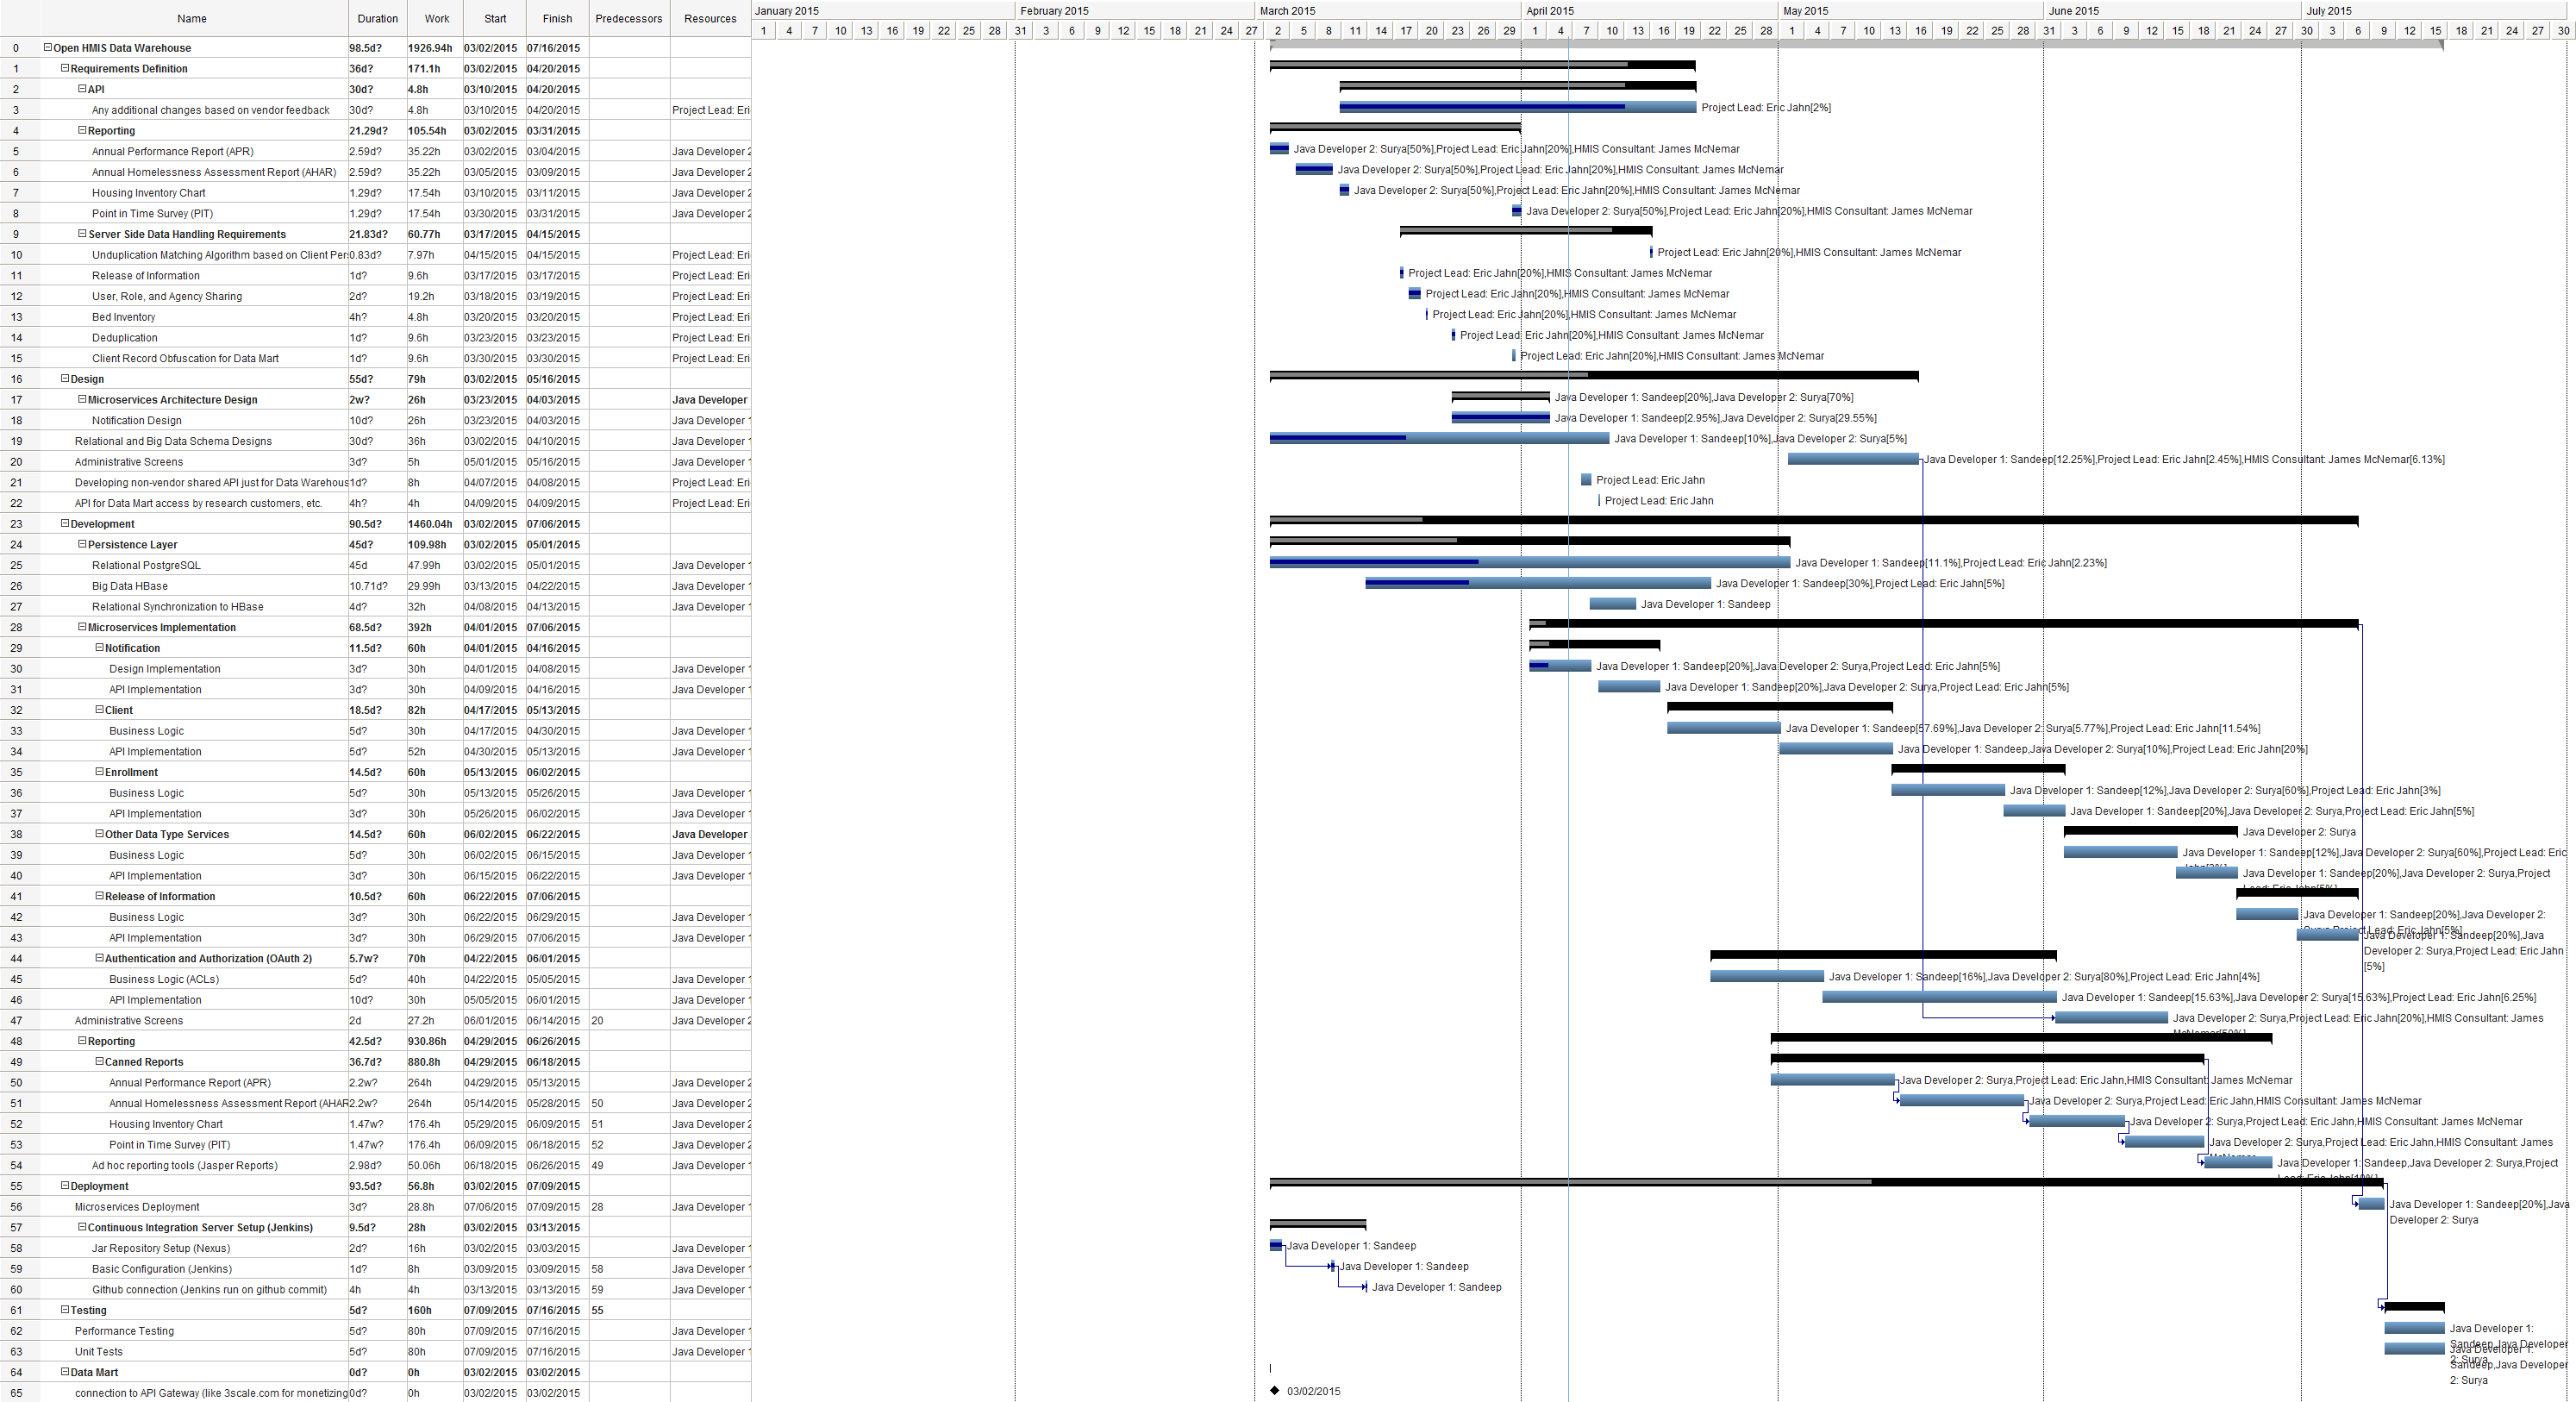 Name Duration Work Start Finish Predecessors Resources
January 2015 February 2015 March 2015 April 2015 May 2015 June 2015 July 2015
1 4 7 10 13 16 19 22 25 28 31 3 6 9 12 15 18 21 24 27 2 5 8 11 14 17 20 23 26 29 1 4 7 10 13 16 19 22 25 28 1 4 7 10 13 16 19 22 25 28 31 3 6 9 12 15 18 21 24 27 30 3 6 9 12 15 18 21 24 27 30
0 Open HMIS Data Warehouse 98.5d? 1926.94h 03/02/2015 07/16/2015
1 Requirements Definition 36d? 171.1h 03/02/2015 04/20/2015
2 API 30d? 4.8h 03/10/2015 04/20/2015
3 Any additional changes based on vendor feedback 30d? 4.8h 03/10/2015 04/20/2015 Project Lead: Eri Project Lead: Eric Jahn[2%]
4 Reporting 21.29d? 105.54h 03/02/2015 03/31/2015
5 Annual Performance Report (APR) 2.59d? 35.22h 03/02/2015 03/04/2015 Java Developer 2 Java Developer 2: Surya[50%],Project Lead: Eric Jahn[20%],HMIS Consultant: James McNemar
6 Annual Homelessness Assessment Report (AHAR) 2.59d? 35.22h 03/05/2015 03/09/2015 Java Developer 2 Java Developer 2: Surya[50%],Project Lead: Eric Jahn[20%],HMIS Consultant: James McNemar
7 Housing Inventory Chart 1.29d? 17.54h 03/10/2015 03/11/2015 Java Developer 2 Java Developer 2: Surya[50%],Project Lead: Eric Jahn[20%],HMIS Consultant: James McNemar
8 Point in Time Survey (PIT) 1.29d? 17.54h 03/30/2015 03/31/2015 Java Developer 2 Java Developer 2: Surya[50%],Project Lead: Eric Jahn[20%],HMIS Consultant: James McNemar
9 Server Side Data Handling Requirements 21.83d? 60.77h 03/17/2015 04/15/2015
10 Unduplication Matching Algorithm based on Client Per 0.83d? 7.97h 04/15/2015 04/15/2015 Project Lead: Eri Project Lead: Eric Jahn[20%],HMIS Consultant: James McNemar
11 Release of Information 1d? 9.6h 03/17/2015 03/17/2015 Project Lead: Eri Project Lead: Eric Jahn[20%],HMIS Consultant: James McNemar
12 User, Role, and Agency Sharing 2d? 19.2h 03/18/2015 03/19/2015 Project Lead: Eri Project Lead: Eric Jahn[20%],HMIS Consultant: James McNemar
13 Bed Inventory 4h? 4.8h 03/20/2015 03/20/2015 Project Lead: Eri Project Lead: Eric Jahn[20%],HMIS Consultant: James McNemar
14 Deduplication 1d? 9.6h 03/23/2015 03/23/2015 Project Lead: Eri Project Lead: Eric Jahn[20%],HMIS Consultant: James McNemar
15 Client Record Obfuscation for Data Mart 1d? 9.6h 03/30/2015 03/30/2015 Project Lead: Eri Project Lead: Eric Jahn[20%],HMIS Consultant: James McNemar
16 Design 55d? 79h 03/02/2015 05/16/2015
17 Microservices Architecture Design 2w? 26h 03/23/2015 04/03/2015 Java Developer Java Developer 1: Sandeep[20%],Java Developer 2: Surya[70%]
18 Notification Design 10d? 26h 03/23/2015 04/03/2015 Java Developer 1 Java Developer 1: Sandeep[2.95%],Java Developer 2: Surya[29.55%]
19 Relational and Big Data Schema Designs 30d? 36h 03/02/2015 04/10/2015 Java Developer 1 Java Developer 1: Sandeep[10%],Java Developer 2: Surya[5%]
20 Administrative Screens 3d? 5h 05/01/2015 05/16/2015 Java Developer 1 Java Developer 1: Sandeep[12.25%],Project Lead: Eric Jahn[2.45%],HMIS Consultant: James McNemar[6.13%]
21 Developing non-vendor shared API just for Data Warehous 1d? 8h 04/07/2015 04/08/2015 Project Lead: Eri Project Lead: Eric Jahn
22 API for Data Mart access by research customers, etc. 4h? 4h 04/09/2015 04/09/2015 Project Lead: Eri Project Lead: Eric Jahn
23 Development 90.5d? 1460.04h 03/02/2015 07/06/2015
24 Persistence Layer 45d? 109.98h 03/02/2015 05/01/2015
25 Relational PostgreSQL 45d 47.99h 03/02/2015 05/01/2015 Java Developer 1 Java Developer 1: Sandeep[11.1%],Project Lead: Eric Jahn[2.23%]
26 Big Data HBase 10.71d? 29.99h 03/13/2015 04/22/2015 Java Developer 1 Java Developer 1: Sandeep[30%],Project Lead: Eric Jahn[5%]
27 Relational Synchronization to HBase 4d? 32h 04/08/2015 04/13/2015 Java Developer 1 Java Developer 1: Sandeep
28 Microservices Implementation 68.5d? 392h 04/01/2015 07/06/2015
29 Notification 11.5d? 60h 04/01/2015 04/16/2015
30 Design Implementation 3d? 30h 04/01/2015 04/08/2015 Java Developer 1 Java Developer 1: Sandeep[20%],Java Developer 2: Surya,Project Lead: Eric Jahn[5%]
31 API Implementation 3d? 30h 04/09/2015 04/16/2015 Java Developer 1 Java Developer 1: Sandeep[20%],Java Developer 2: Surya,Project Lead: Eric Jahn[5%]
32 Client 18.5d? 82h 04/17/2015 05/13/2015
33 Business Logic 5d? 30h 04/17/2015 04/30/2015 Java Developer 1 Java Developer 1: Sandeep[57.69%],Java Developer 2: Surya[5.77%],Project Lead: Eric Jahn[11.54%]
34 API Implementation 5d? 52h 04/30/2015 05/13/2015 Java Developer 1 Java Developer 1: Sandeep,Java Developer 2: Surya[10%],Project Lead: Eric Jahn[20%]
35 Enrollment 14.5d? 60h 05/13/2015 06/02/2015
36 Business Logic 5d? 30h 05/13/2015 05/26/2015 Java Developer 1 Java Developer 1: Sandeep[12%],Java Developer 2: Surya[60%],Project Lead: Eric Jahn[3%]
37 API Implementation 3d? 30h 05/26/2015 06/02/2015 Java Developer 1 Java Developer 1: Sandeep[20%],Java Developer 2: Surya,Project Lead: Eric Jahn[5%]
38 Other Data Type Services 14.5d? 60h 06/02/2015 06/22/2015 Java Developer Java Developer 2: Surya
39 Business Logic 5d? 30h 06/02/2015 06/15/2015 Java Developer 1 Java Developer 1: Sandeep[12%],Java Developer 2: Surya[60%],Project Lead: Eric
40 API Implementation 3d? 30h 06/15/2015 06/22/2015 Java Developer 1 Java Developer 1: Sandeep[20%],Java Developer 2: Surya,Project
Lead: Eric Jahn[5%]
41 Release of Information 10.5d? 60h 06/22/2015 07/06/2015
42 Business Logic 3d? 30h 06/22/2015 06/29/2015 Java Developer 1 Java Developer 1: Sandeep[20%],Java Developer 2:
Surya,Project Lead: Eric Jahn[5%]
43 API Implementation 3d? 30h 06/29/2015 07/06/2015 Java Developer 1 Java Developer 1: Sandeep[20%],Java
Developer 2: Surya,Project Lead: Eric Jahn
[5%]
44 Authentication and Authorization (OAuth 2) 5.7w? 70h 04/22/2015 06/01/2015
45 Business Logic (ACLs) 5d? 40h 04/22/2015 05/05/2015 Java Developer 1 Java Developer 1: Sandeep[16%],Java Developer 2: Surya[80%],Project Lead: Eric Jahn[4%]
46 API Implementation 10d? 30h 05/05/2015 06/01/2015 Java Developer 1 Java Developer 1: Sandeep[15.63%],Java Developer 2: Surya[15.63%],Project Lead: Eric Jahn[6.25%]
47 Administrative Screens 2d 27.2h 06/01/2015 06/14/2015 20 Java Developer 2 Java Developer 2: Surya,Project Lead: Eric Jahn[20%],HMIS Consultant: James
McNemar[50%]
48 Reporting 42.5d? 930.86h 04/29/2015 06/26/2015
49 Canned Reports 36.7d? 880.8h 04/29/2015 06/18/2015
50 Annual Performance Report (APR) 2.2w? 264h 04/29/2015 05/13/2015 Java Developer 2 Java Developer 2: Surya,Project Lead: Eric Jahn,HMIS Consultant: James McNemar
51 Annual Homelessness Assessment Report (AHAR 2.2w? 264h 05/14/2015 05/28/2015 50 Java Developer 2 Java Developer 2: Surya,Project Lead: Eric Jahn,HMIS Consultant: James McNemar
52 Housing Inventory Chart 1.47w? 176.4h 05/29/2015 06/09/2015 51 Java Developer 2 Java Developer 2: Surya,Project Lead: Eric Jahn,HMIS Consultant: James McNemar
53 Point in Time Survey (PIT) 1.47w? 176.4h 06/09/2015 06/18/2015 52 Java Developer 2 Java Developer 2: Surya,Project Lead: Eric Jahn,HMIS Consultant: James
McNemar
54 Ad hoc reporting tools (Jasper Reports) 2.98d? 50.06h 06/18/2015 06/26/2015 49 Java Developer 1 Java Developer 1: Sandeep,Java Developer 2: Surya,Project
55 Deployment 93.5d? 56.8h 03/02/2015 07/09/2015
56 Microservices Deployment 3d? 28.8h 07/06/2015 07/09/2015 28 Java Developer 1 Java Developer 1: Sandeep[20%],Java
Developer 2: Surya
57 Continuous Integration Server Setup (Jenkins) 9.5d? 28h 03/02/2015 03/13/2015
58 Jar Repository Setup (Nexus) 2d? 16h 03/02/2015 03/03/2015 Java Developer 1 Java Developer 1: Sandeep
59 Basic Configuration (Jenkins) 1d? 8h 03/09/2015 03/09/2015 58 Java Developer 1 Java Developer 1: Sandeep
60 Github connection (Jenkins run on github commit) 4h 4h 03/13/2015 03/13/2015 59 Java Developer 1 Java Developer 1: Sandeep
61 Testing 5d? 160h 07/09/2015 07/16/2015 55
62 Performance Testing 5d? 80h 07/09/2015 07/16/2015 Java Developer 1 Java Developer 1:
Sandeep,Java Developer
2: Surya
63 Unit Tests 5d? 80h 07/09/2015 07/16/2015 Java Developer 1 Java Developer 1:
Sandeep,Java Developer
2: Surya
64 Data Mart 0d? 0h 03/02/2015 03/02/2015
65 connection to API Gateway (like 3scale.com for monetizing 0d? 0h 03/02/2015 03/02/2015 03/02/2015